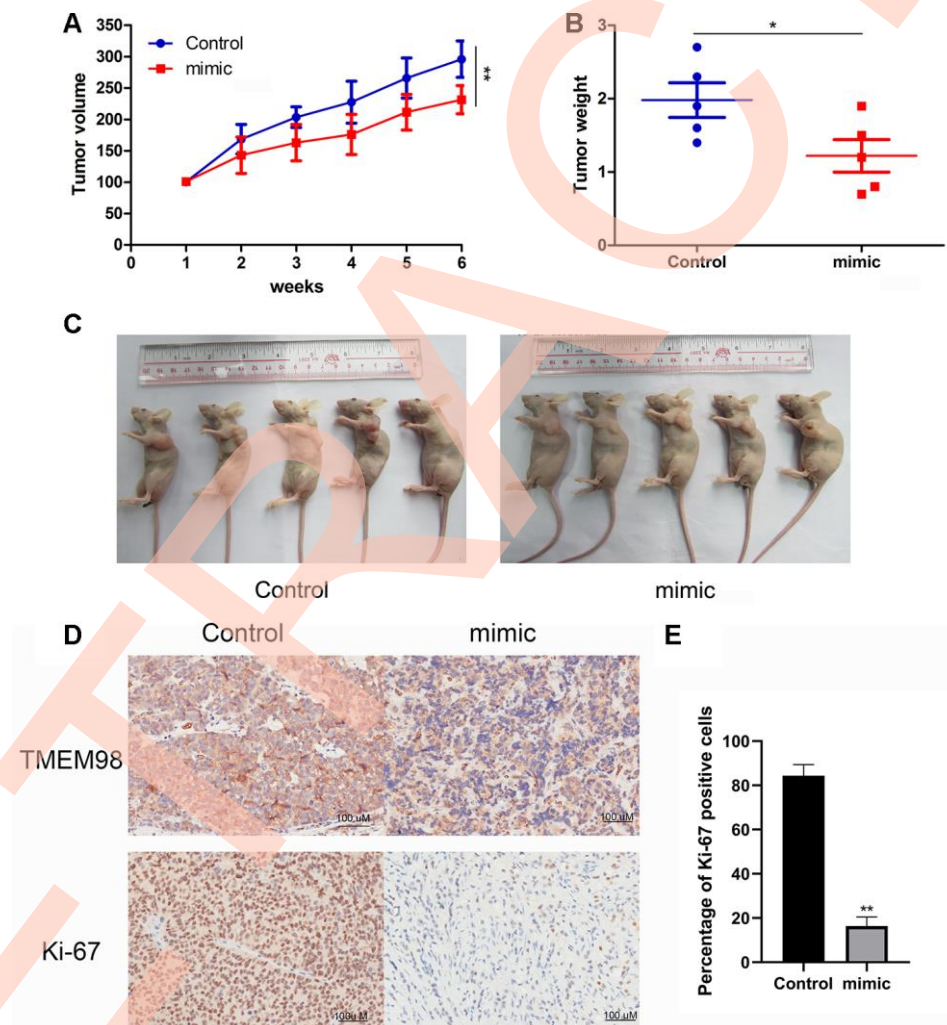 A
350
300
250
200
150
100
50
0
Tumor volume
Control
mimic
**
0 1 2 3 4 5 6
weeks
B
3
2
1
0
Tumor weight
*
Control mimic
C
Control mimic
D
Control mimic
TMEM98
100 uM
100 uM
Ki-67
100u M
100 uM
E
Percentage of Ki-67 positive cells
100
80
60
40
20
0
**
Control mimic